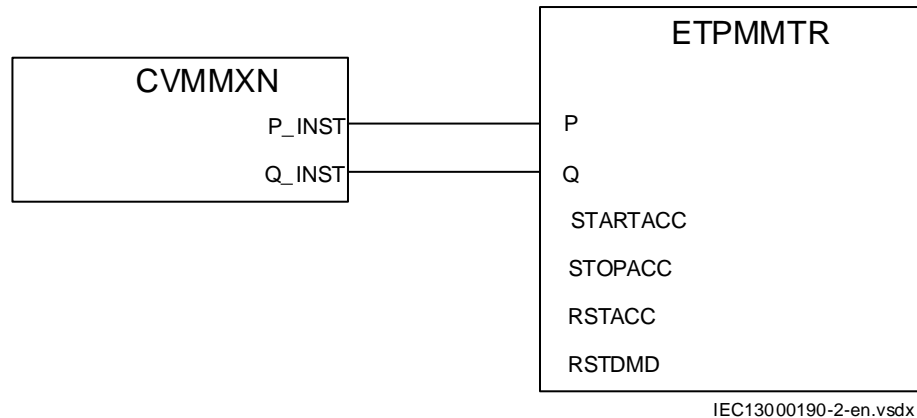 ETPMMTR
CVMMXN
P_INST
P
Q_INST
Q
STARTACC
STOPACC
RSTACC
RSTDMD
IEC13000190-2-en.vsdx